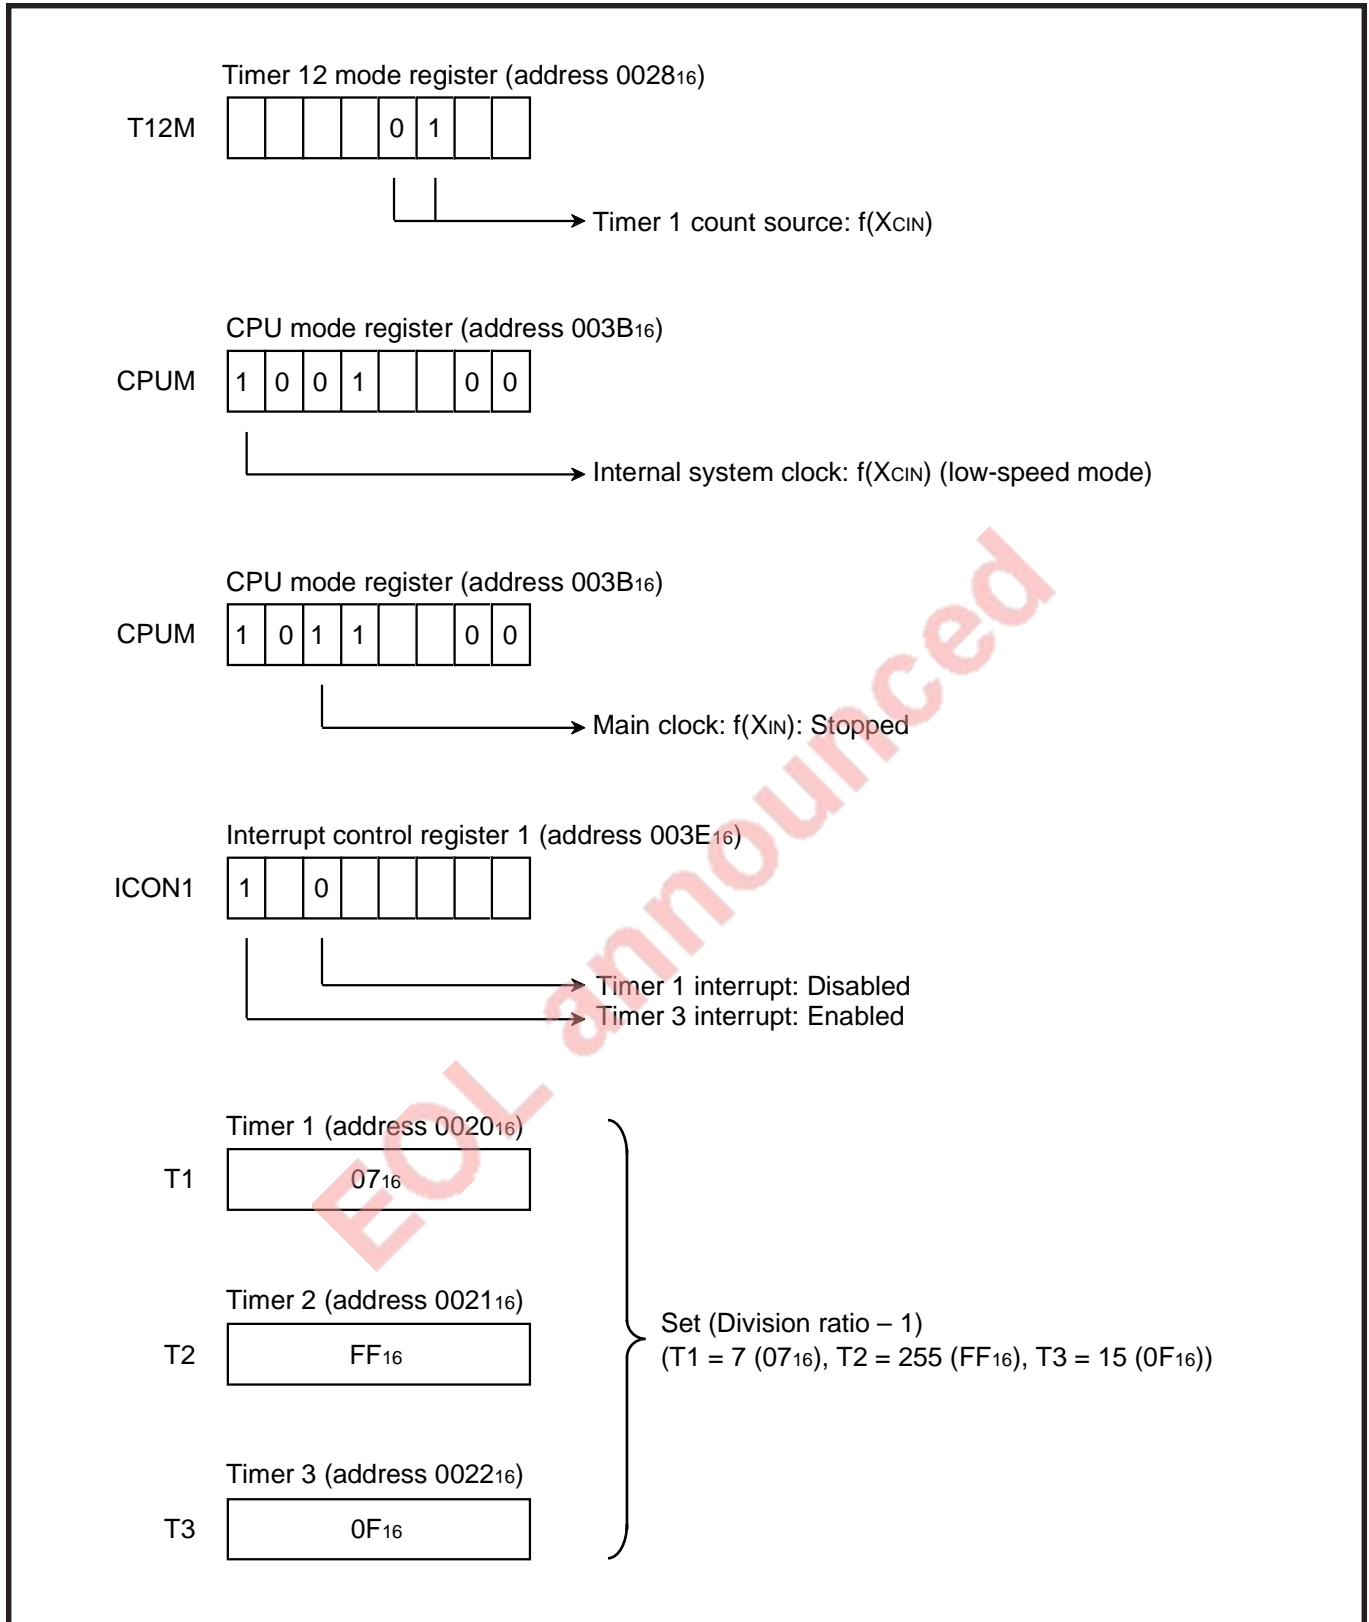 Timer 12 mode register (address 002816)
T12M 0 1
Timer 1 count source: f(XCIN)
CPU mode register (address 003B16)
CPUM 1 0 0 1 0 0
Internal system clock: f(XCIN) (low-speed mode)
CPU mode register (address 003B16)
CPUM 1 0 1 1 0 0
Main clock: f(XIN): Stopped
Interrupt control register 1 (address 003E16)
ICON1 1 0
Timer 1 interrupt: Disabled
Timer 3 interrupt: Enabled
Timer 1 (address 002016)
T1 0716
Timer 2 (address 002116)
T2 FF16
Set (Division ratio – 1)
(T1 = 7 (0716), T2 = 255 (FF16), T3 = 15 (0F16))
Timer 3 (address 002216)
T3 0F16
EOL announced